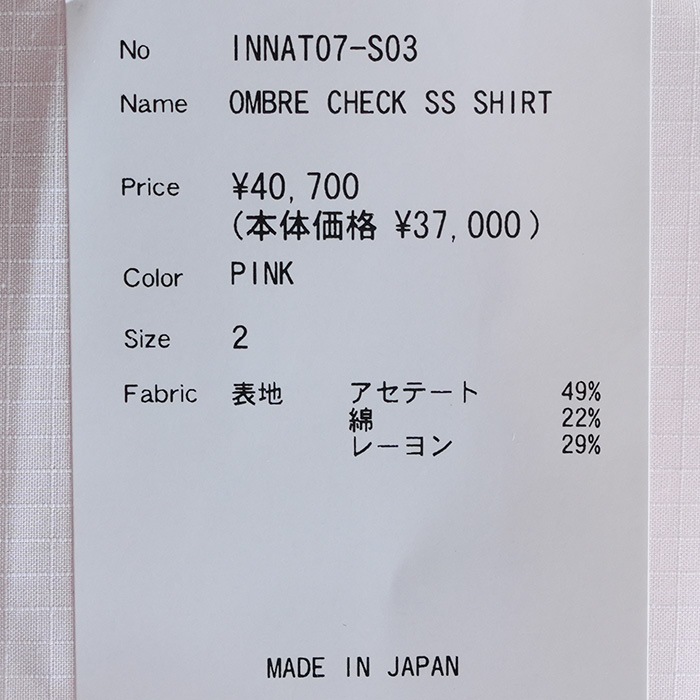 No INNAT07-S03
Name OMBRE CHECK SS SHIRT
Price ¥40,700
(本体価格 ¥37,000)
Color PINK
Size 2
Fabric 表地 アセテート 49%
綿 22%
レーヨン 29%
MADE IN JAPAN